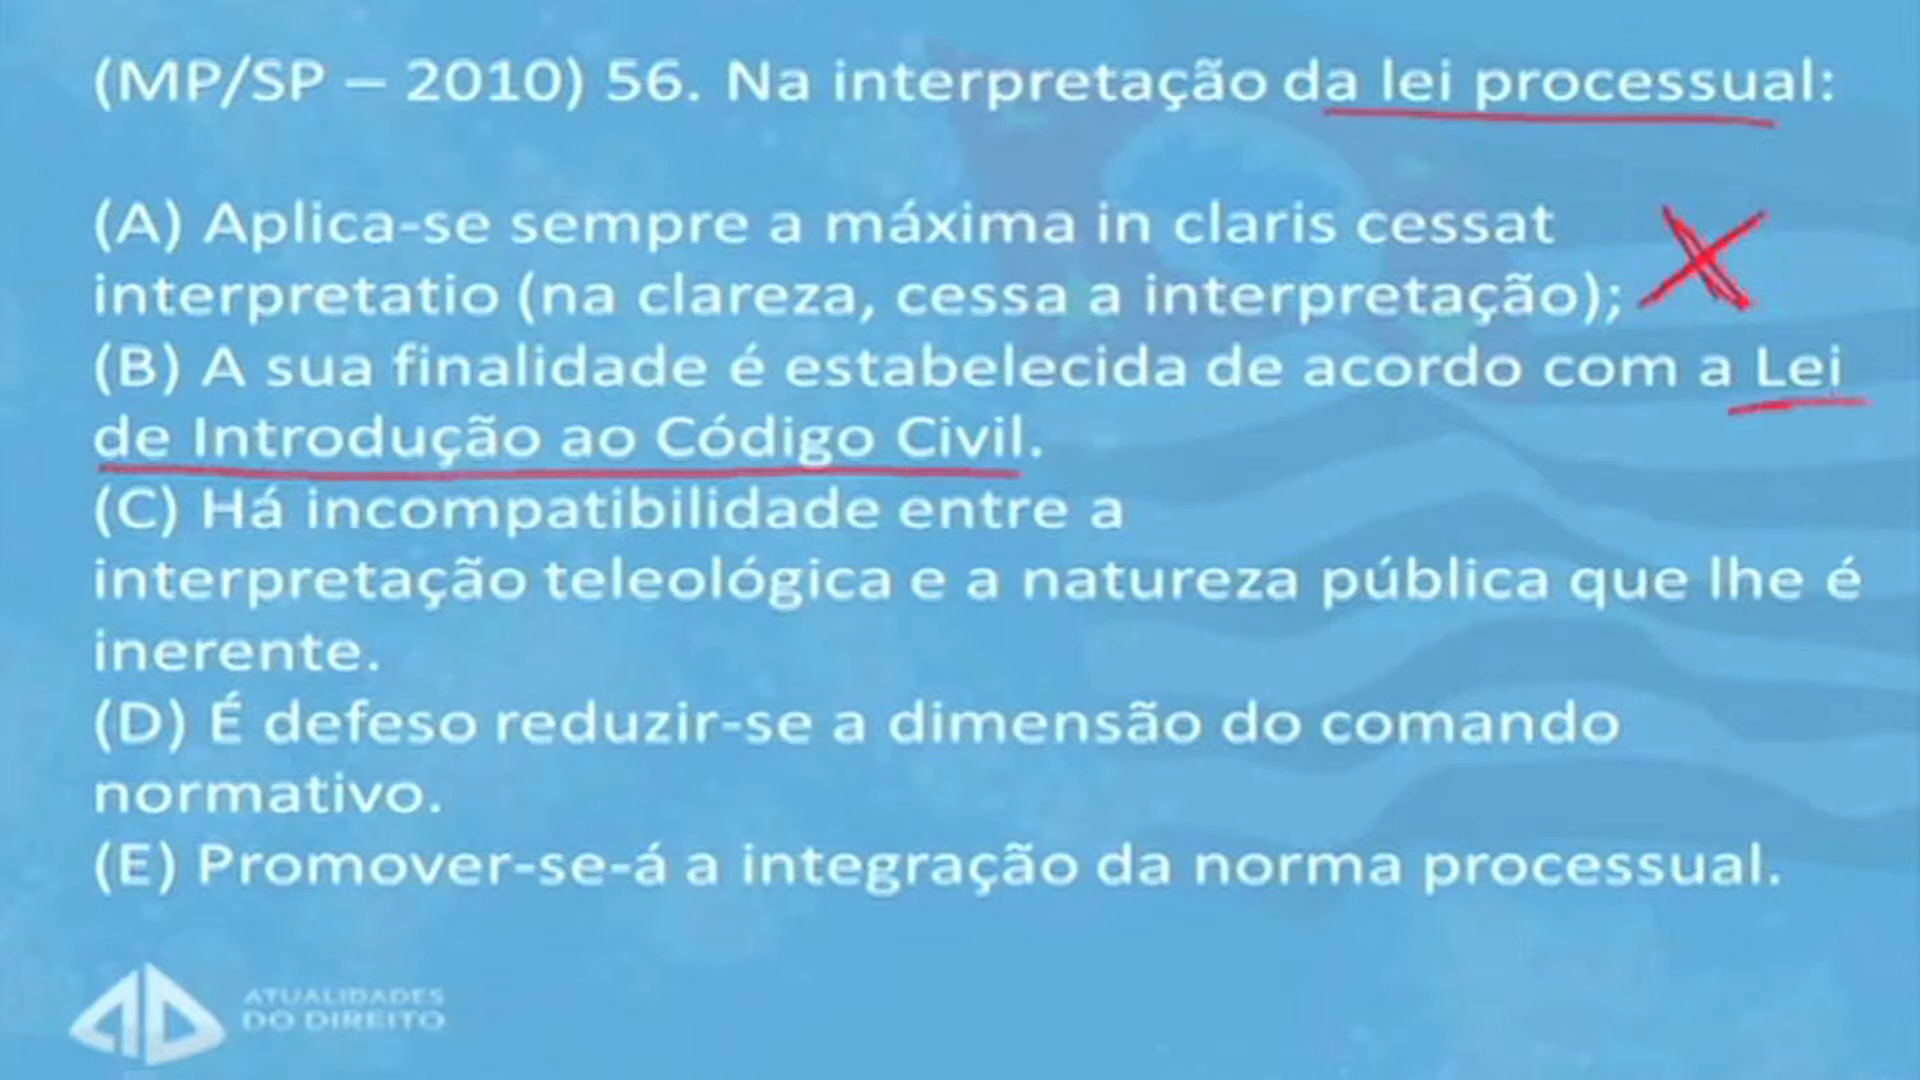 (MP/SP – 2010) 56. Na interpretação da lei processual:
(A) Aplica-se sempre a máxima in claris cessat
interpretatio (na clareza, cessa a interpretação);
(B) A sua finalidade é estabelecida de acordo com a Lei
de Introdução ao Código Civil.
(C) Há incompatibilidade entre a
interpretação teleológica e a natureza pública que lhe é
inerente.
(D) É defeso reduzir-se a dimensão do comando
normativo.
(E) Promover-se-á a integração da norma processual.
ATUALIDADES
DO DIREITO